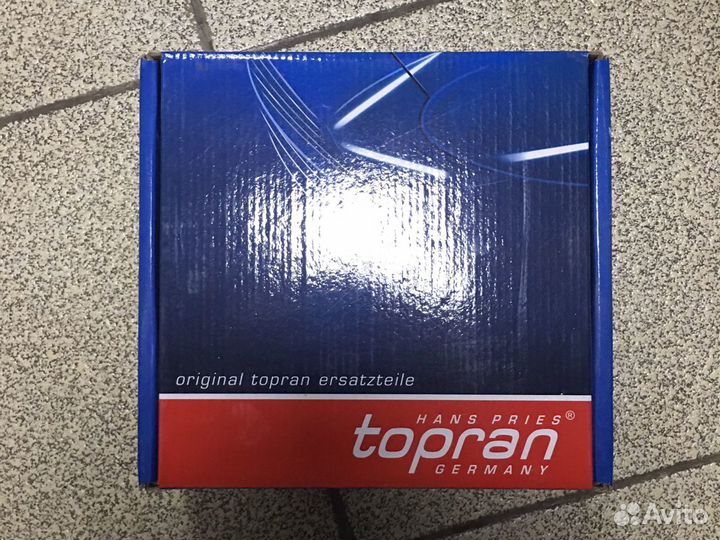 original topran ersatzteile
HANS PRIES®
topran
GERMANY
Avito